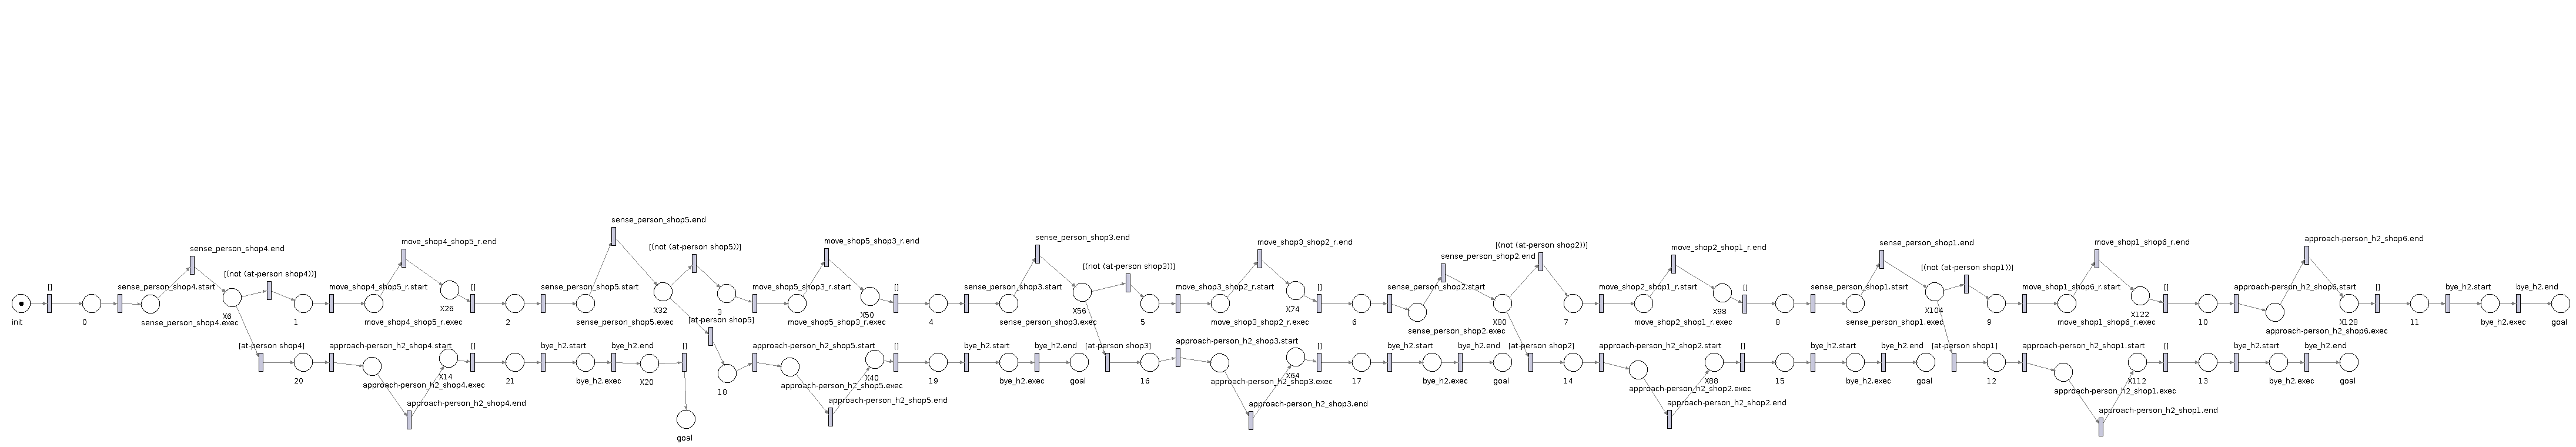 sense_person_shop5.end
sense_person_shop4.end
move_shop4_shop5_r.end
[(not (at-person shop5))]
move_shop5_shop3_r.end
sense_person_shop3.end
move_shop3_shop2_r.end
[(not (at-person shop2))]
sense_person_shop2.end
move_shop2_shop1_r.end
sense_person_shop1.end
move_shop1_shop6_r.end
approach-person_h2_shop6.end
[(not (at-person shop4))]
[(not (at-person shop3))]
[(not (at-person shop1))]
[]
sense_person_shop4.start
move_shop4_shop5_r.start
[]
sense_person_shop5.start
move_shop5_shop3_r.start
[]
sense_person_shop3.start
move_shop3_shop2_r.start
[]
sense_person_shop2.start
move_shop2_shop1_r.start
[]
sense_person_shop1.start
move_shop1_shop6_r.start
[]
approach-person_h2_shop6.start
[]
bye_h2.start
bye_h2.end
init
0
sense_person_shop4.exec
X6
1
move_shop4_shop5_r.exec
X26
2
sense_person_shop5.exec
X32
3
move_shop5_shop3_r.exec
X50
4
sense_person_shop3.exec
X56
5
move_shop3_shop2_r.exec
X74
6
sense_person_shop2.exec
X80
7
move_shop2_shop1_r.exec
X98
8
sense_person_shop1.exec
X104
9
move_shop1_shop6_r.exec
X122
10
approach-person_h2_shop6.exec
X128
11
bye_h2.exec
goal
[at-person shop4]
approach-person_h2_shop4.start
[]
bye_h2.start
bye_h2.end
[]
[at-person shop5]
approach-person_h2_shop5.start
[]
bye_h2.start
bye_h2.end
[at-person shop3]
approach-person_h2_shop3.start
[]
bye_h2.start
bye_h2.end
[at-person shop2]
approach-person_h2_shop2.start
[]
bye_h2.start
bye_h2.end
[at-person shop1]
approach-person_h2_shop1.start
[]
bye_h2.start
bye_h2.end
20
approach-person_h2_shop4.exec
X14
21
bye_h2.exec
X20
18
approach-person_h2_shop5.exec
X40
19
bye_h2.exec
goal
16
approach-person_h2_shop3.exec
X64
17
bye_h2.exec
goal
14
approach-person_h2_shop2.exec
X88
15
bye_h2.exec
goal
12
approach-person_h2_shop1.exec
X112
13
bye_h2.exec
goal
approach-person_h2_shop4.end
approach-person_h2_shop5.end
approach-person_h2_shop3.end
approach-person_h2_shop2.end
approach-person_h2_shop1.end
goal